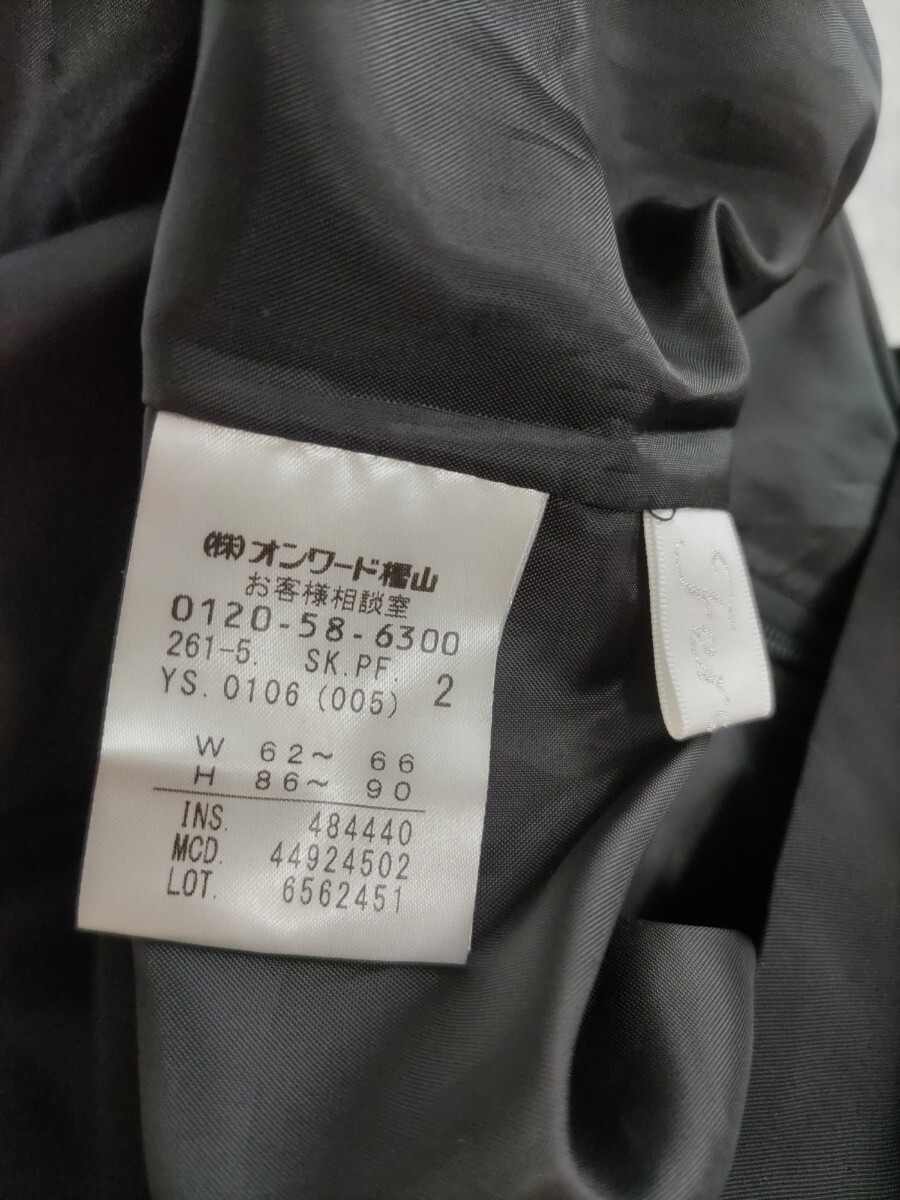 (株)オンワード樫山
お客様相談室
0120-58-6300
261-5. SK.PF. 2
YS. 0106 (005)
W 62~ 66
H 86~ 90
INS. 484440
MCD. 44924502
LOT. 6562451